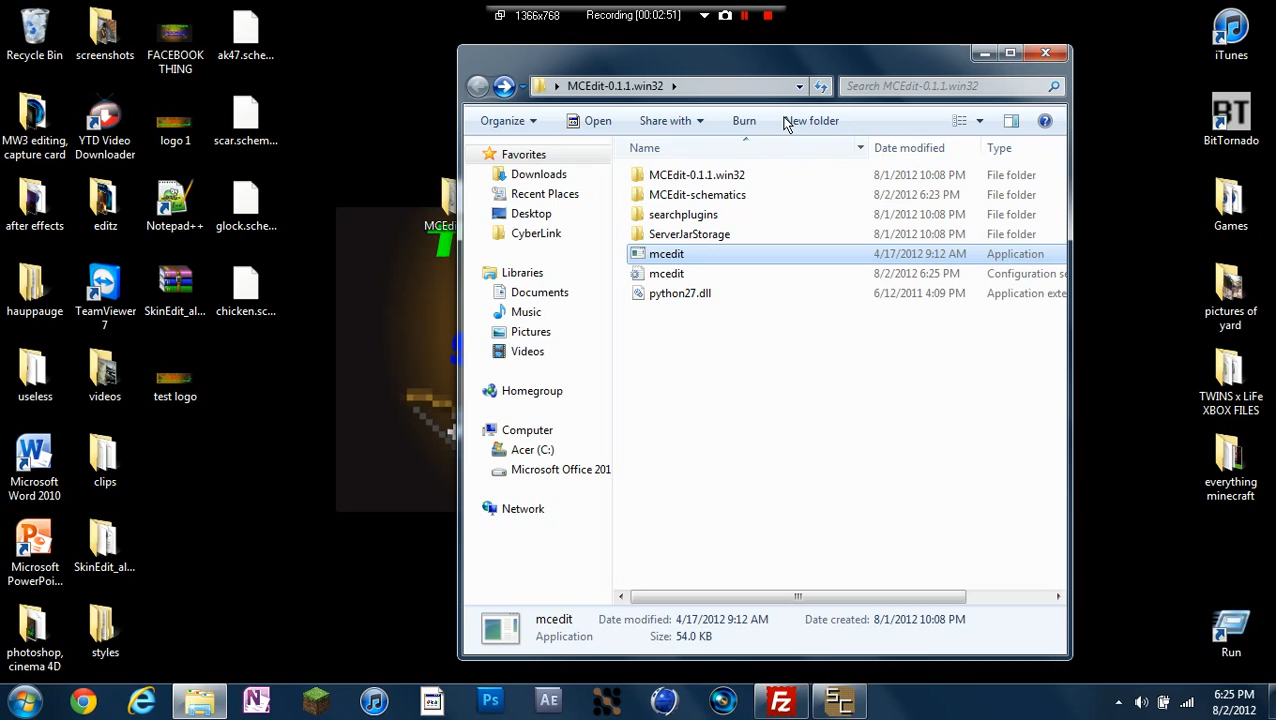 1366x768
Recording [00:02:51]
Recycle Bin
screenshots
FACEBOOK
THING
ak47.sche...
iTunes
MW3 editing,
capture card
YTD Video
Downloader
logo 1
scar.schem...
BitTornado
after effects
editz
Notepad++
glock.sche...
Games
hauppauge
TeamViewer
7
SkinEdit_al...
chicken.sc...
pictures of
yard
useless
videos
test logo
TWINS x LiFe
XBOX FILES
Microsoft
Word 2010
clips
everything
minecraft
Microsoft
PowerPoi...
SkinEdit_al...
photoshop,
cinema 4D
styles
Run
MCEdit-0.1.1.win32
Search MCEdit-0.1.1.win32
Organize
Open
Share with
Burn
New folder
Name
Date modified
Type
Favorites
Downloads
Recent Places
Desktop
CyberLink
Libraries
Documents
Music
Pictures
Videos
Homegroup
Computer
Acer (C:)
Microsoft Office 201
Network
MCEdit-0.1.1.win32 8/1/2012 10:08 PM File folder
MCEdit-schematics 8/2/2012 6:23 PM File folder
searchplugins 8/1/2012 10:08 PM File folder
ServerJarStorage 8/1/2012 10:08 PM File folder
mcedit 4/17/2012 9:12 AM Application
mcedit 8/2/2012 6:25 PM Configuration se
python27.dll 6/12/2011 4:09 PM Application exte
mcedit Date modified: 4/17/2012 9:12 AM Date created: 8/1/2012 10:08 PM
Application Size: 54.0 KB
Ps
AE
Fz
SC
6:25 PM
8/2/2012